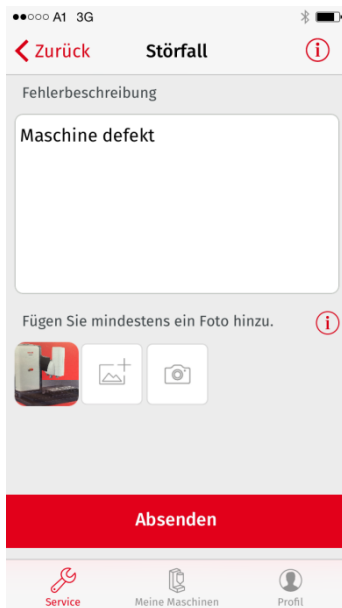 A1 3G
Zurück
Störfall
Fehlerbeschreibung
Maschine defekt
Fügen Sie mindestens ein Foto hinzu.
Absenden
Service
Meine Maschinen
Profil